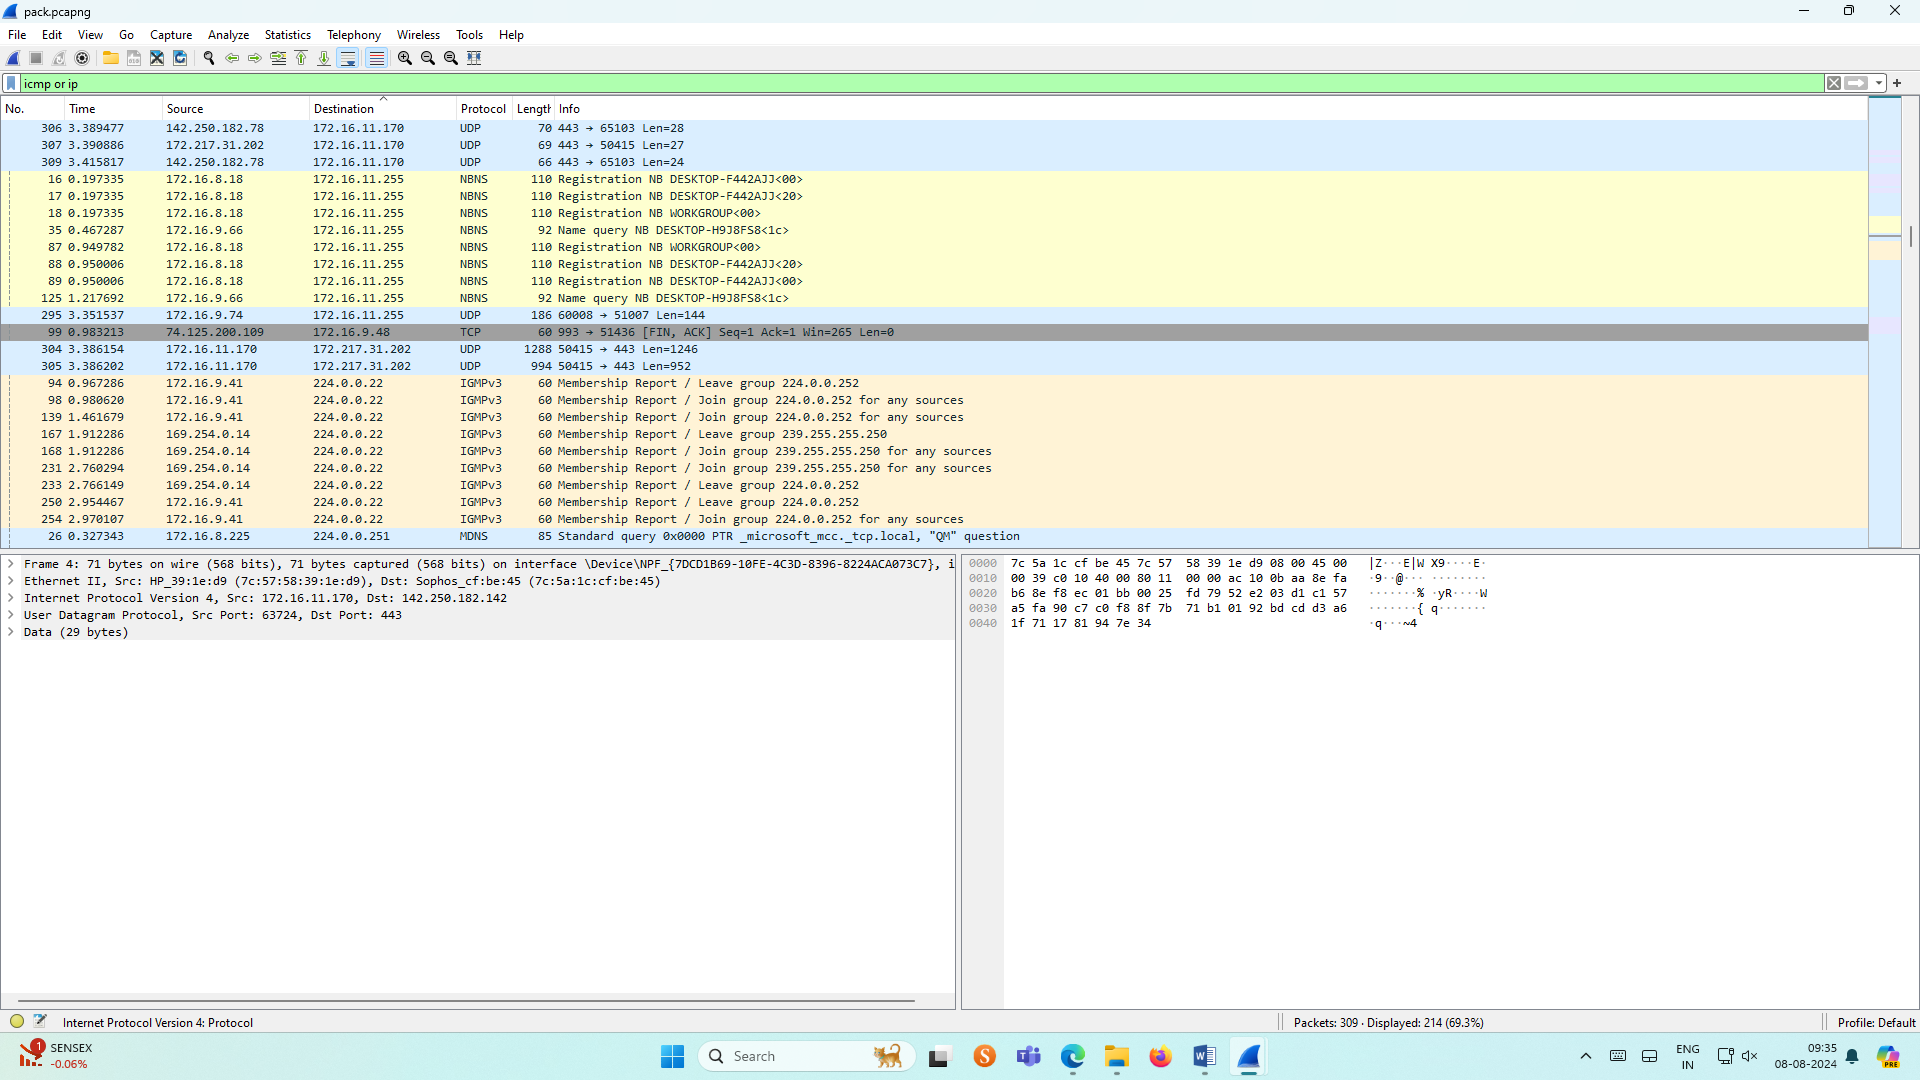 pack.pcapng
File Edit View Go Capture Analyze Statistics Telephony Wireless Tools Help
icmp or ip
No. Time Source Destination Protocol Length Info
306 3.389477 142.250.182.78 172.16.11.170 UDP 70 443 → 65103 Len=28
307 3.390886 172.217.31.202 172.16.11.170 UDP 69 443 → 50415 Len=27
309 3.415817 142.250.182.78 172.16.11.170 UDP 66 443 → 65103 Len=24
16 0.197335 172.16.8.18 172.16.11.255 NBNS 110 Registration NB DESKTOP-F442AJJ<00>
17 0.197335 172.16.8.18 172.16.11.255 NBNS 110 Registration NB DESKTOP-F442AJJ<20>
18 0.197335 172.16.8.18 172.16.11.255 NBNS 110 Registration NB WORKGROUP<00>
35 0.467287 172.16.9.66 172.16.11.255 NBNS 92 Name query NB DESKTOP-H9J8FS8<1c>
87 0.949782 172.16.8.18 172.16.11.255 NBNS 110 Registration NB WORKGROUP<00>
88 0.950006 172.16.8.18 172.16.11.255 NBNS 110 Registration NB DESKTOP-F442AJJ<20>
89 0.950006 172.16.8.18 172.16.11.255 NBNS 110 Registration NB DESKTOP-F442AJJ<00>
125 1.217692 172.16.9.66 172.16.11.255 NBNS 92 Name query NB DESKTOP-H9J8FS8<1c>
295 3.351537 172.16.9.74 172.16.11.255 UDP 186 60008 → 51007 Len=144
99 0.983213 74.125.200.109 172.16.9.48 TCP 60 993 → 51436 [FIN, ACK] Seq=1 Ack=1 Win=265 Len=0
304 3.386154 172.16.11.170 172.217.31.202 UDP 1288 50415 → 443 Len=1246
305 3.386202 172.16.11.170 172.217.31.202 UDP 994 50415 → 443 Len=952
94 0.967286 172.16.9.41 224.0.0.22 IGMPv3 60 Membership Report / Leave group 224.0.0.252
98 0.980620 172.16.9.41 224.0.0.22 IGMPv3 60 Membership Report / Join group 224.0.0.252 for any sources
139 1.461679 172.16.9.41 224.0.0.22 IGMPv3 60 Membership Report / Join group 224.0.0.252 for any sources
167 1.912286 169.254.0.14 224.0.0.22 IGMPv3 60 Membership Report / Leave group 239.255.255.250
168 1.912286 169.254.0.14 224.0.0.22 IGMPv3 60 Membership Report / Join group 239.255.255.250 for any sources
231 2.760294 169.254.0.14 224.0.0.22 IGMPv3 60 Membership Report / Join group 239.255.255.250 for any sources
233 2.766149 169.254.0.14 224.0.0.22 IGMPv3 60 Membership Report / Leave group 224.0.0.252
250 2.954467 172.16.9.41 224.0.0.22 IGMPv3 60 Membership Report / Leave group 224.0.0.252
254 2.970107 172.16.9.41 224.0.0.22 IGMPv3 60 Membership Report / Join group 224.0.0.252 for any sources
26 0.327343 172.16.8.225 224.0.0.251 MDNS 85 Standard query 0x0000 PTR _microsoft_mcc._tcp.local, "QM" question
Frame 4: 71 bytes on wire (568 bits), 71 bytes captured (568 bits) on interface \Device\NPF_{7DCD1B69-10FE-4C3D-8396-8224ACA073C7}, i
Ethernet II, Src: HP_39:1e:d9 (7c:57:58:39:1e:d9), Dst: Sophos_cf:be:45 (7c:5a:1c:cf:be:45)
Internet Protocol Version 4, Src: 172.16.11.170, Dst: 142.250.182.142
User Datagram Protocol, Src Port: 63724, Dst Port: 443
Data (29 bytes)
0000 7c 5a 1c cf be 45 7c 57 58 39 1e d9 08 00 45 00 |Z···E|W X9····E·
0010 00 39 c0 10 40 00 80 11 00 00 ac 10 0b aa 8e fa ·9··@··· ········
0020 b6 8e f8 ec 01 bb 00 25 fd 79 52 e2 03 d1 c1 57 ·······% ·yR····W
0030 a5 fa 90 c7 c0 f8 8f 7b 71 b1 01 92 bd cd d3 a6 ·······{ q·······
0040 1f 71 17 81 94 7e 34 ·q···~4
Internet Protocol Version 4: Protocol
Packets: 309 · Displayed: 214 (69.3%)
Profile: Default
1
SENSEX
-0.06%
Search
ENG
IN
09:35
08-08-2024
PRE